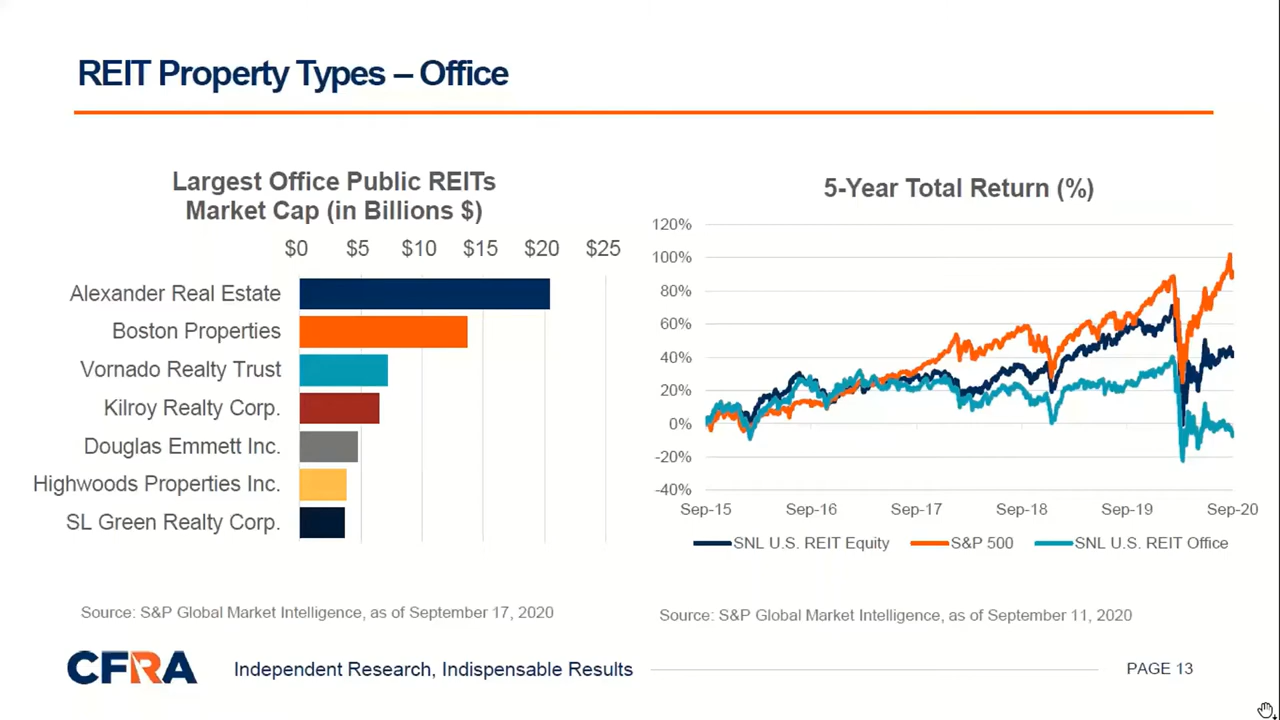 REIT Property Types – Office
Largest Office Public REITs
Market Cap (in Billions $)
$0 $5 $10 $15 $20 $25
Alexander Real Estate
Boston Properties
Vornado Realty Trust
Kilroy Realty Corp.
Douglas Emmett Inc.
Highwoods Properties Inc.
SL Green Realty Corp.
Source: S&P Global Market Intelligence, as of September 17, 2020
5-Year Total Return (%)
120%
100%
80%
60%
40%
20%
0%
-20%
-40%
Sep-15 Sep-16 Sep-17 Sep-18 Sep-19 Sep-20
SNL U.S. REIT Equity S&P 500 SNL U.S. REIT Office
Source: S&P Global Market Intelligence, as of September 11, 2020
CFRA Independent Research, Indispensable Results PAGE 13